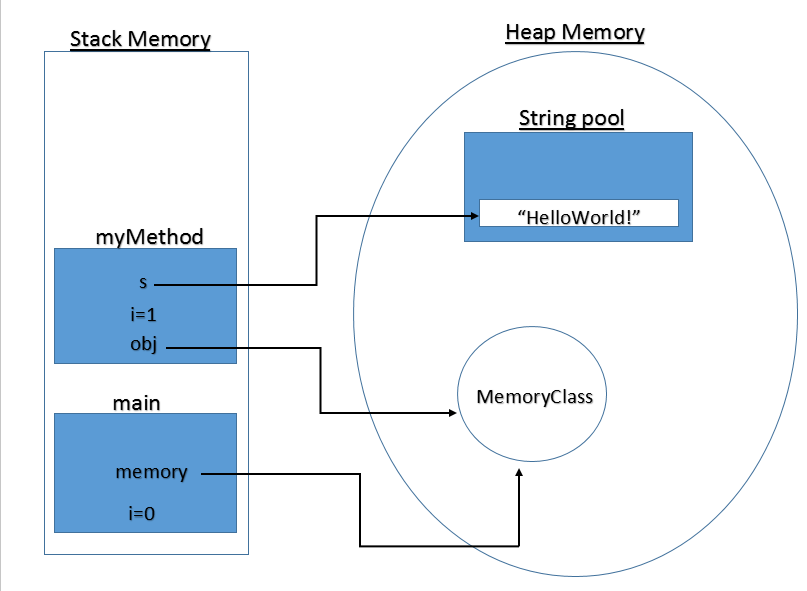 Stack Memory
Heap Memory
String pool
“HelloWorld!”
myMethod
s
i=1
obj
main
memory
i=0
MemoryClass